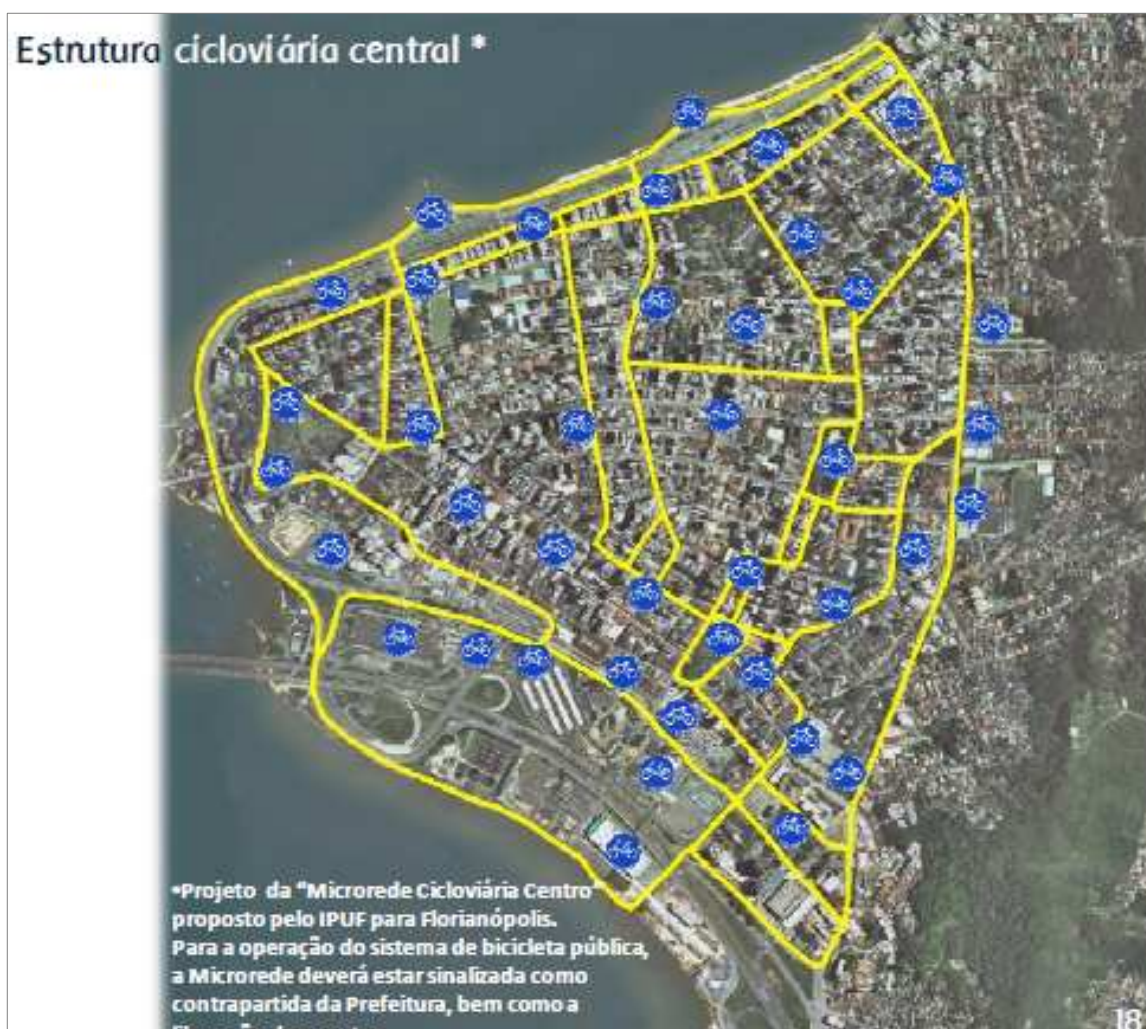 Estrutura cicloviária central *
*Projeto da "Microrede Cicloviária Centro"
proposto pelo IPUF para Florianópolis.
Para a operação do sistema de bicicleta pública,
a Microrede deverá estar sinalizada como
contrapartida da Prefeitura, bem como a
18